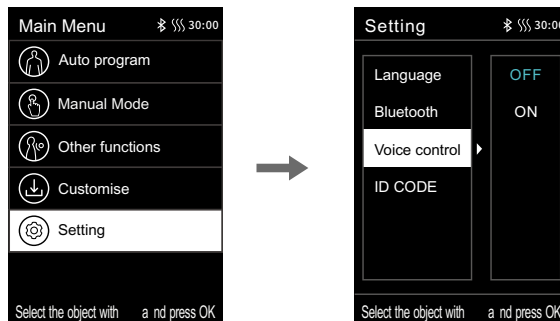 Main Menu 30:00
Auto program
Manual Mode
Other functions
Customise
Setting
Select the object with a nd press OK
Setting 30:00
Language
Bluetooth
Voice control
ID CODE
OFF
ON
Select the object with a nd press OK